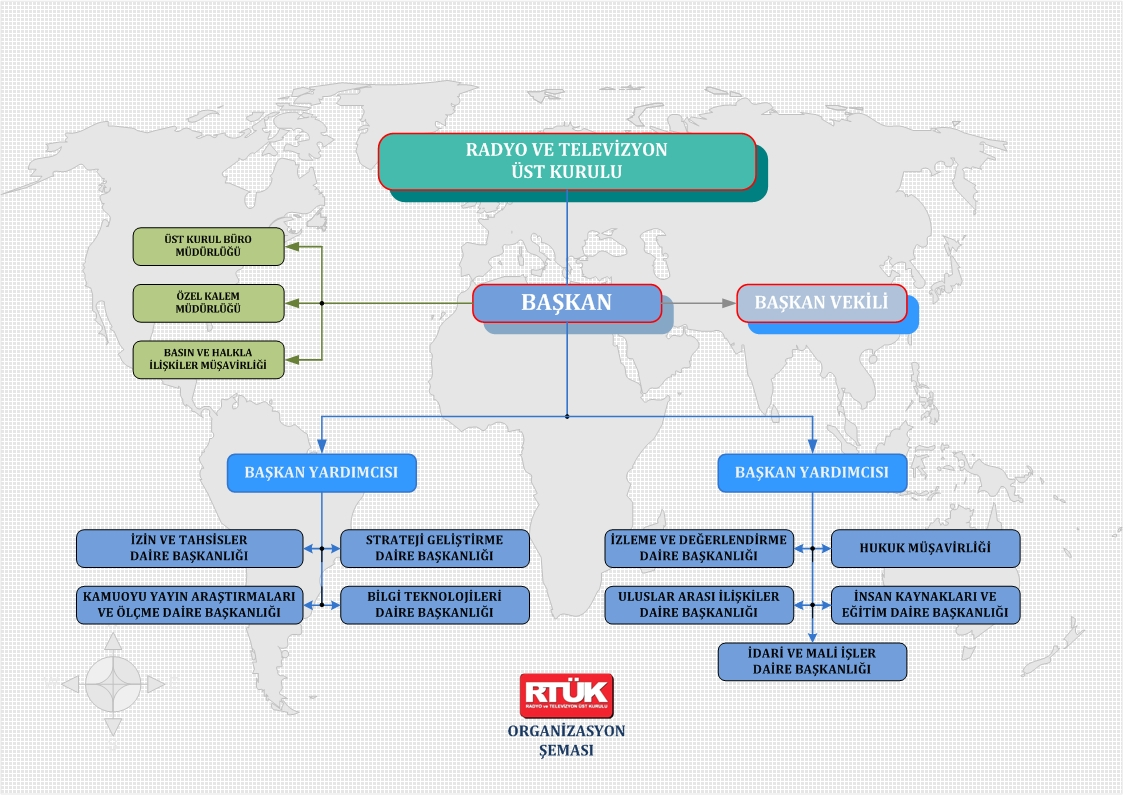 RADYO VE TELEVİZYON
ÜST KURULU
ÜST KURUL BÜRO
MÜDÜRLÜĞÜ
ÖZEL KALEM
MÜDÜRLÜĞÜ
BASIN VE HALKLA
İLİŞKİLER MÜŞAVİRLİĞİ
BAŞKAN
BAŞKAN VEKİLİ
BAŞKAN YARDIMCISI
BAŞKAN YARDIMCISI
İZİN VE TAHSİSLER
DAİRE BAŞKANLIĞI
STRATEJİ GELİŞTİRME
DAİRE BAŞKANLIĞI
İZLEME VE DEĞERLENDİRME
DAİRE BAŞKANLIĞI
HUKUK MÜŞAVİRLİĞİ
KAMUOYU YAYIN ARAŞTIRMALARI
VE ÖLÇME DAİRE BAŞKANLIĞI
BİLGİ TEKNOLOJİLERİ
DAİRE BAŞKANLIĞI
ULUSLAR ARASI İLİŞKİLER
DAİRE BAŞKANLIĞI
İNSAN KAYNAKLARI VE
EĞİTİM DAİRE BAŞKANLIĞI
İDARİ VE MALİ İŞLER
DAİRE BAŞKANLIĞI
RTÜK
RADYO ve TELEVİZYON ÜST KURULU
ORGANİZASYON
ŞEMASI